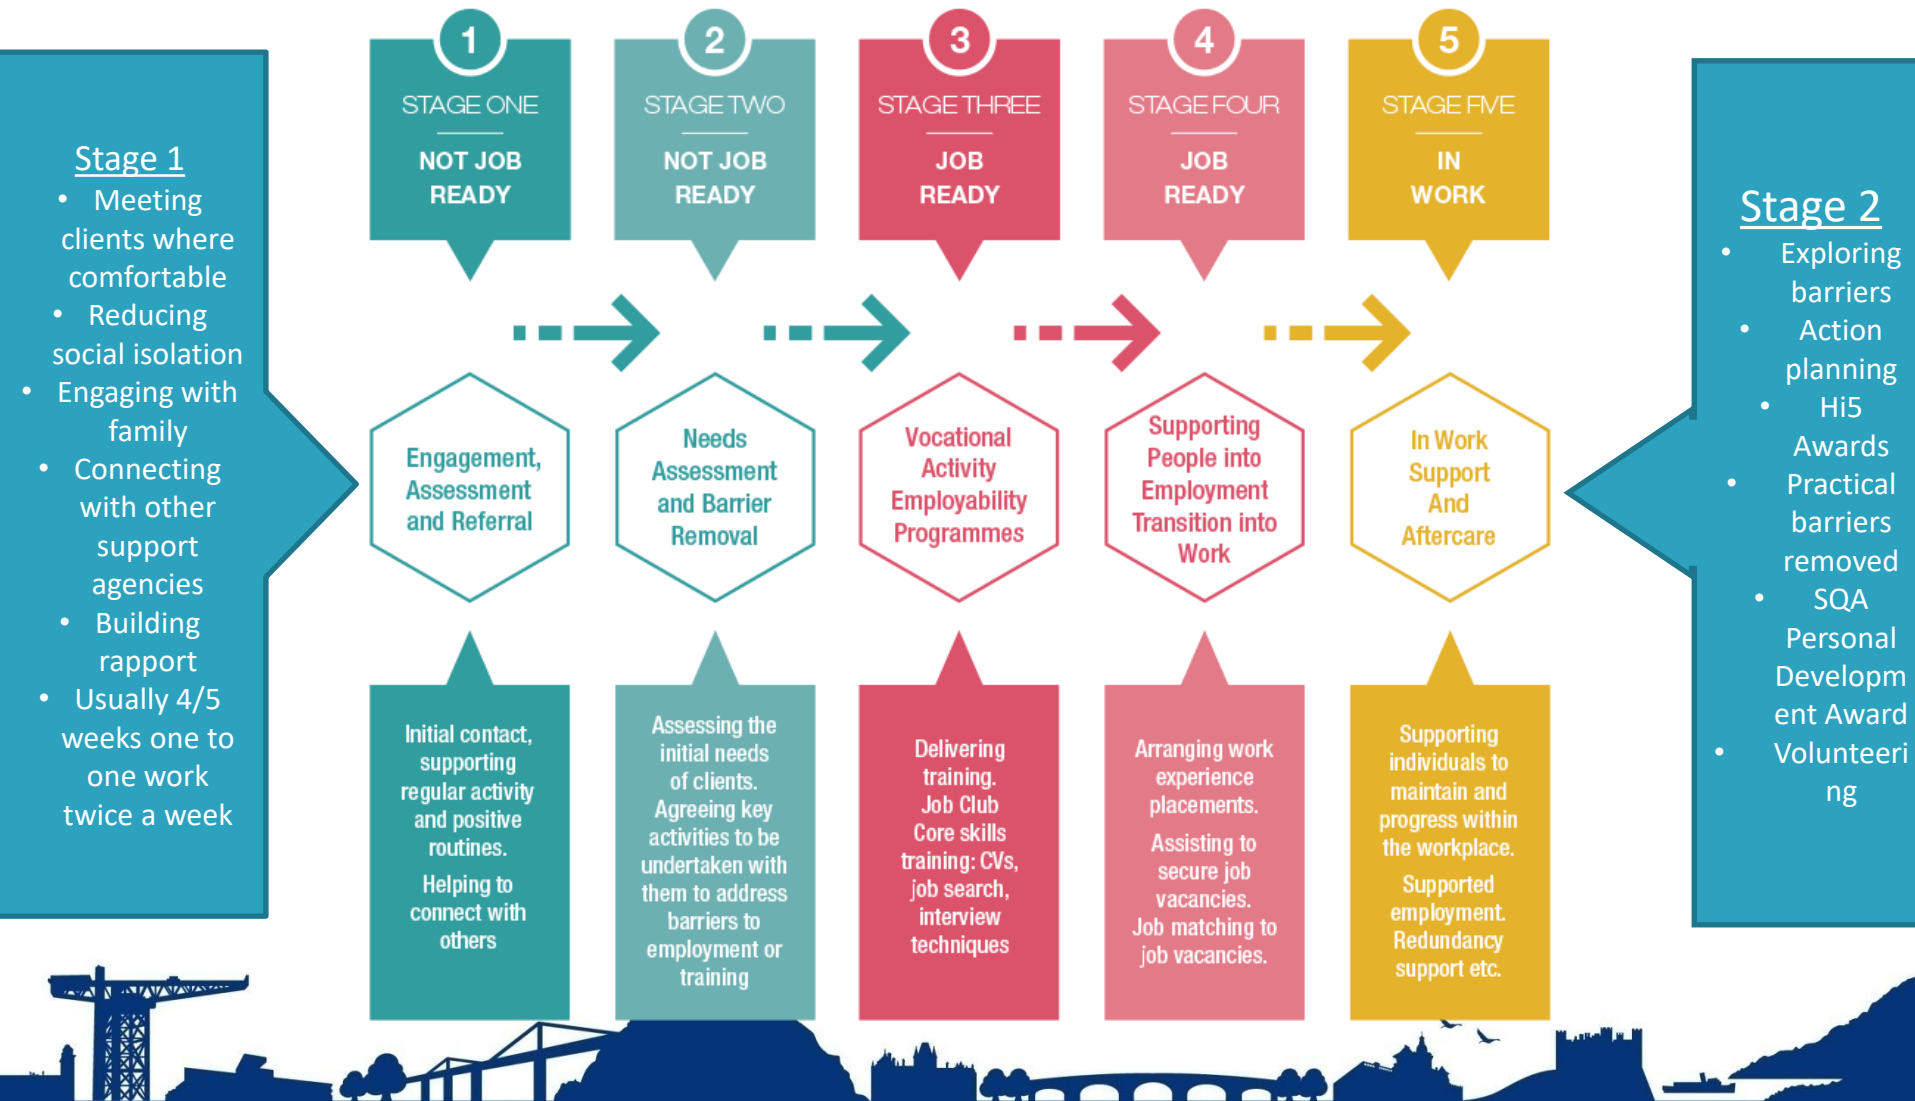 Stage 1
• Meeting
clients where
comfortable
• Reducing
social isolation
• Engaging with
family
• Connecting
with other
support
agencies
• Building
rapport
• Usually 4/5
weeks one to
one work
twice a week
1
STAGE ONE
NOT JOB
READY
Engagement,
Assessment
and Referral
Initial contact,
supporting
regular activity
and positive
routines.
Helping to
connect with
others
2
STAGE TWO
NOT JOB
READY
Needs
Assessment
and Barrier
Removal
Assessing the
initial needs
of clients.
Agreeing key
activities to be
undertaken with
them to address
barriers to
employment or
training
3
STAGE THREE
JOB
READY
Vocational
Activity
Employability
Programmes
Delivering
training.
Job Club
Core skills
training: CVs,
job search,
interview
techniques
4
STAGE FOUR
JOB
READY
Supporting
People into
Employment
Transition into
Work
Arranging work
experience
placements.
Assisting to
secure job
vacancies.
Job matching to
job vacancies.
5
STAGE FIVE
IN
WORK
In Work
Support
And
Aftercare
Supporting
individuals to
maintain and
progress within
the workplace.
Supported
employment.
Redundancy
support etc.
Stage 2
• Exploring
barriers
• Action
planning
• Hi5
Awards
• Practical
barriers
removed
• SQA
Personal
Developm
ent Award
• Volunteeri
ng